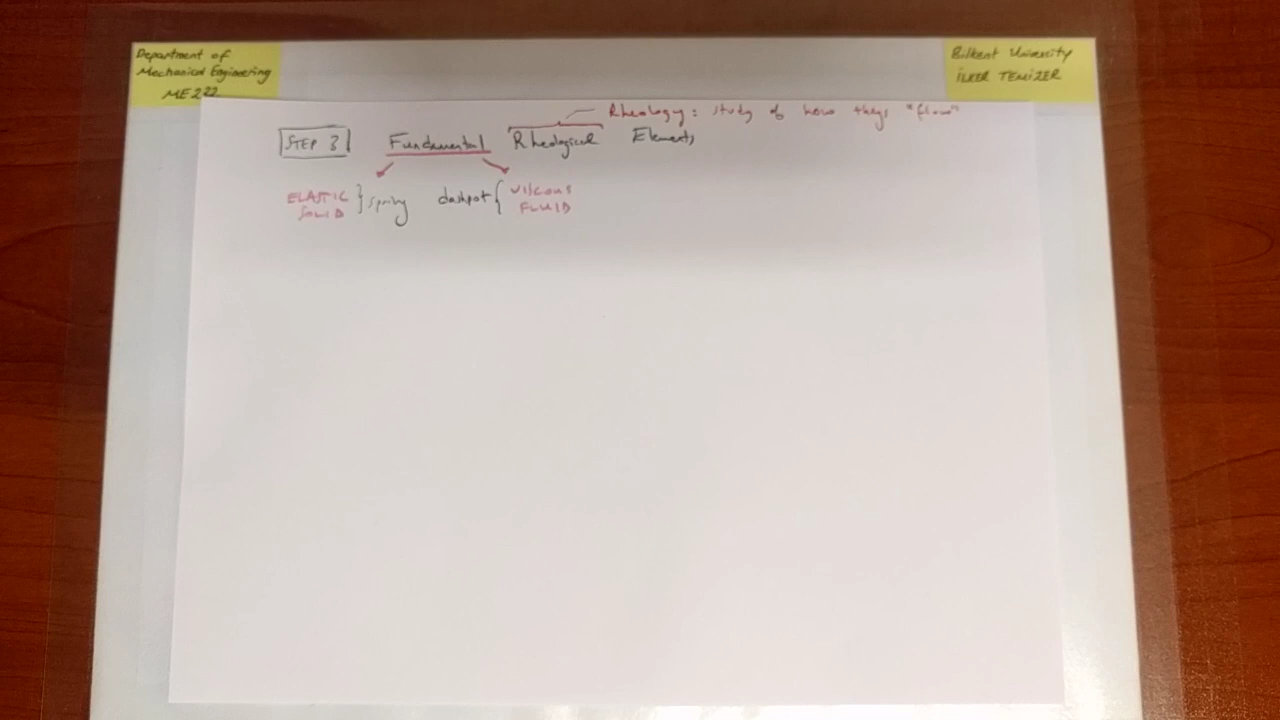 Department of
Mechanical Engineering
ME222
Bilkent University
İLKER TEMİZER
Rheology: study of how things "flow"
STEP 3 Fundamental Rheological Elements
ELASTIC SOLID } spring dashpot { VISCOUS FLUID